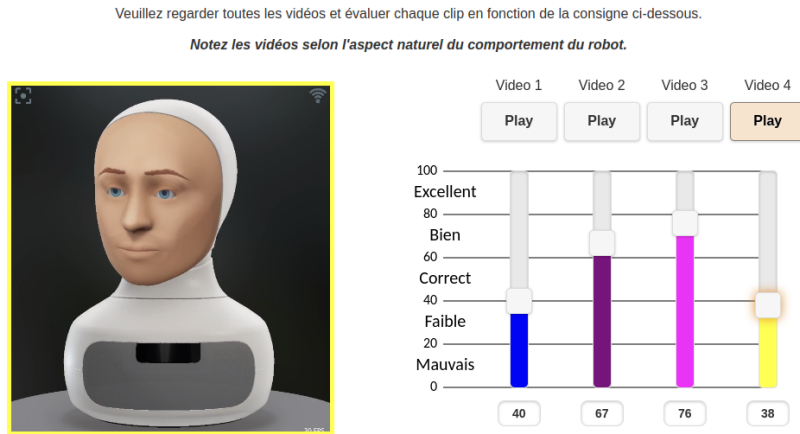 Veuillez regarder toutes les vidéos et évaluer chaque clip en fonction de la consigne ci-dessous.
Notez les vidéos selon l'aspect naturel du comportement du robot.
Video 1 Video 2 Video 3 Video 4
Play Play Play Play
100
Excellent
80
Bien
60
Correct
40
Faible
20
Mauvais
0
40 67 76 38